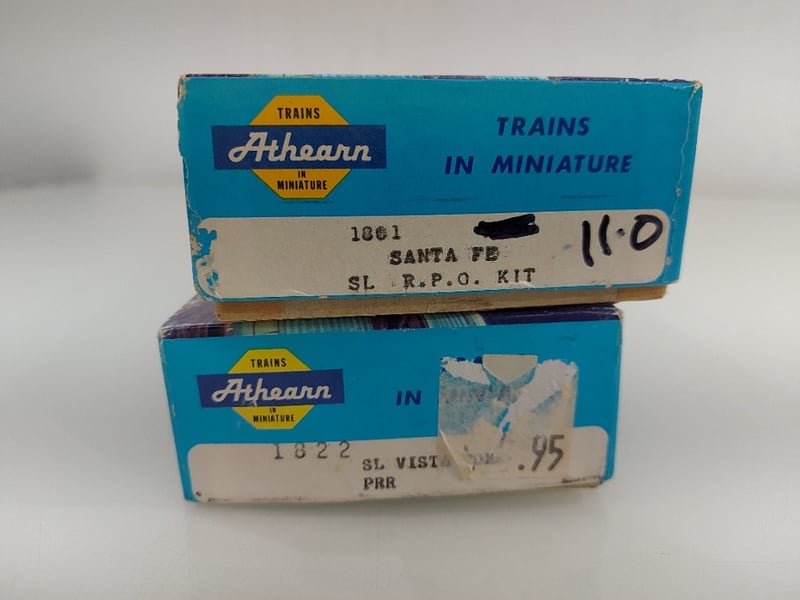 TRAINS
Athearn
IN
MINIATURE
TRAINS
IN MINIATURE
1801
SANTA FE
SL R.P.O. KIT
11.0
TRAINS
Athearn
IN
MINIATURE
IN
1822
SL VISTA
PRR
.95